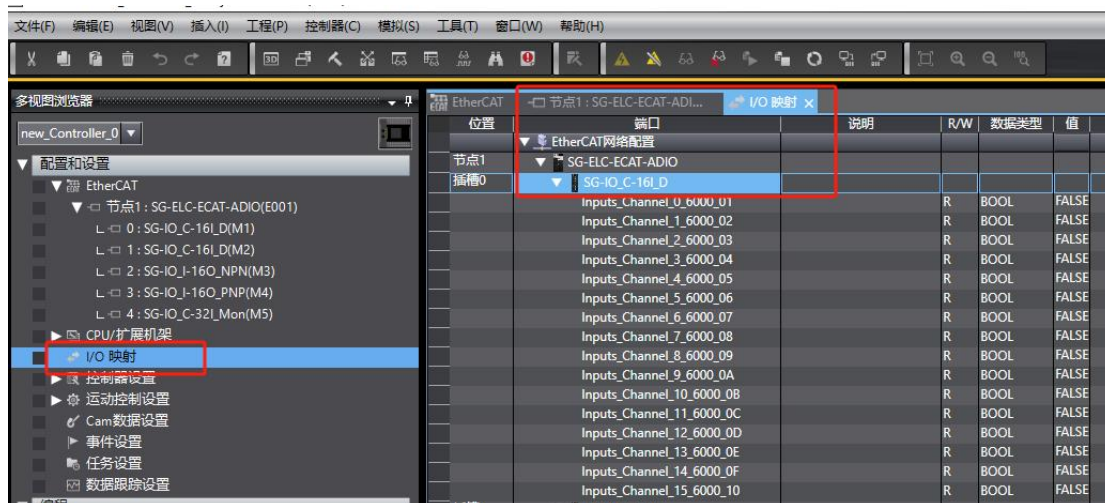 文件(F) 编辑(E) 视图(V) 插入(I) 工程(P) 控制器(C) 模拟(S) 工具(T) 窗口(W) 帮助(H)
多视图浏览器
new_Controller_0
配置和设置
EtherCAT
节点1 : SG-ELC-ECAT-ADIO(E001)
0 : SG-IO_C-16I_D(M1)
1 : SG-IO_C-16I_D(M2)
2 : SG-IO_I-16O_NPN(M3)
3 : SG-IO_I-16O_PNP(M4)
4 : SG-IO_C-32I_Mon(M5)
CPU/扩展机架
I/O 映射
控制器设置
运动控制设置
Cam数据设置
事件设置
任务设置
数据跟踪设置
EtherCAT 节点1 : SG-ELC-ECAT-ADI... I/O 映射
位置 端口 说明 R/W 数据类型 值
EtherCAT网络配置
节点1 SG-ELC-ECAT-ADIO
插槽0 SG-IO_C-16I_D
Inputs_Channel_0_6000_01 R BOOL FALSE
Inputs_Channel_1_6000_02 R BOOL FALSE
Inputs_Channel_2_6000_03 R BOOL FALSE
Inputs_Channel_3_6000_04 R BOOL FALSE
Inputs_Channel_4_6000_05 R BOOL FALSE
Inputs_Channel_5_6000_06 R BOOL FALSE
Inputs_Channel_6_6000_07 R BOOL FALSE
Inputs_Channel_7_6000_08 R BOOL FALSE
Inputs_Channel_8_6000_09 R BOOL FALSE
Inputs_Channel_9_6000_0A R BOOL FALSE
Inputs_Channel_10_6000_0B R BOOL FALSE
Inputs_Channel_11_6000_0C R BOOL FALSE
Inputs_Channel_12_6000_0D R BOOL FALSE
Inputs_Channel_13_6000_0E R BOOL FALSE
Inputs_Channel_14_6000_0F R BOOL FALSE
Inputs_Channel_15_6000_10 R BOOL FALSE